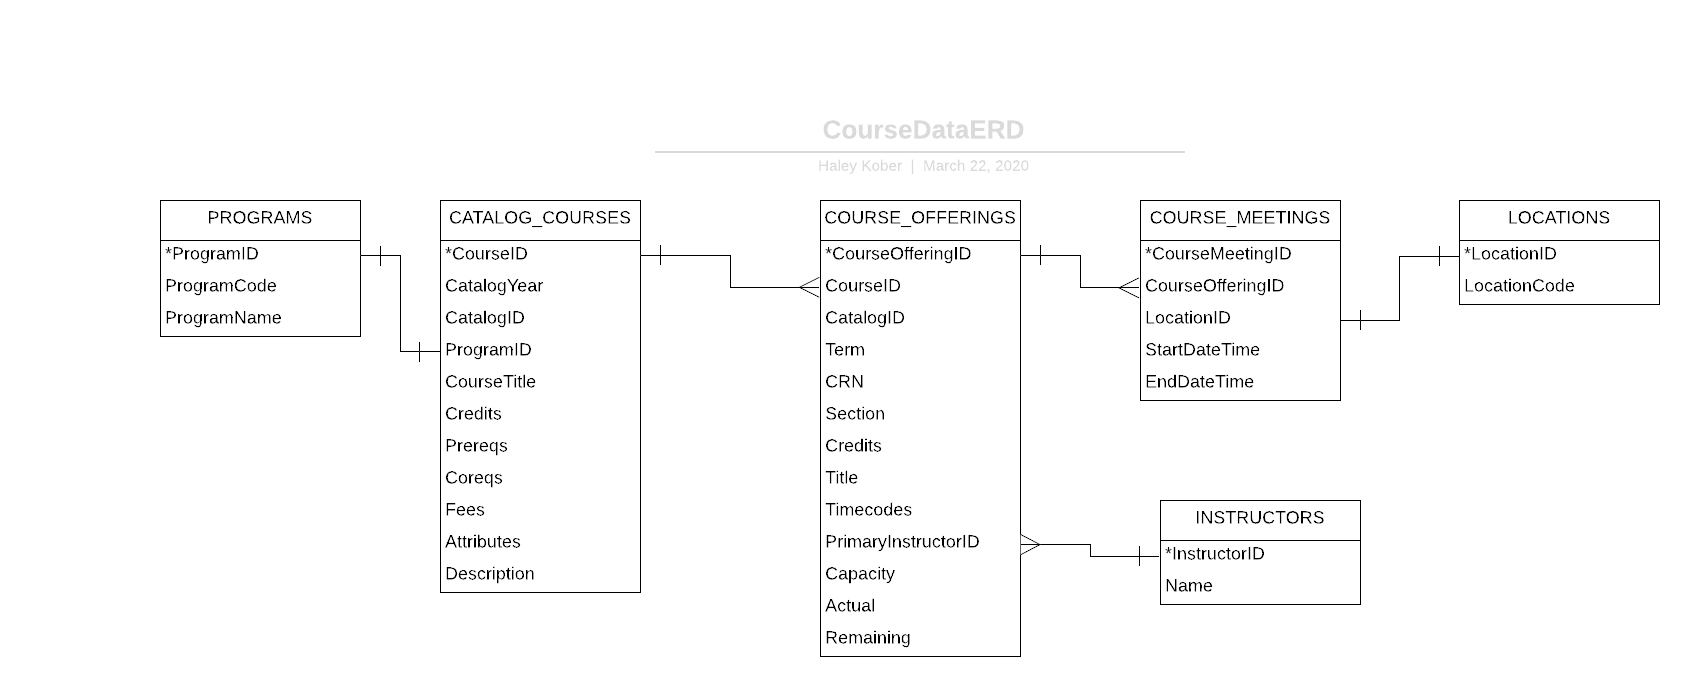 CourseDataERD
Haley Kober | March 22, 2020
PROGRAMS
*ProgramID
ProgramCode
ProgramName
CATALOG_COURSES
*CourseID
CatalogYear
CatalogID
ProgramID
CourseTitle
Credits
Prereqs
Coreqs
Fees
Attributes
Description
COURSE_OFFERINGS
*CourseOfferingID
CourseID
CatalogID
Term
CRN
Section
Credits
Title
Timecodes
PrimaryInstructorID
Capacity
Actual
Remaining
COURSE_MEETINGS
*CourseMeetingID
CourseOfferingID
LocationID
StartDateTime
EndDateTime
LOCATIONS
*LocationID
LocationCode
INSTRUCTORS
*InstructorID
Name